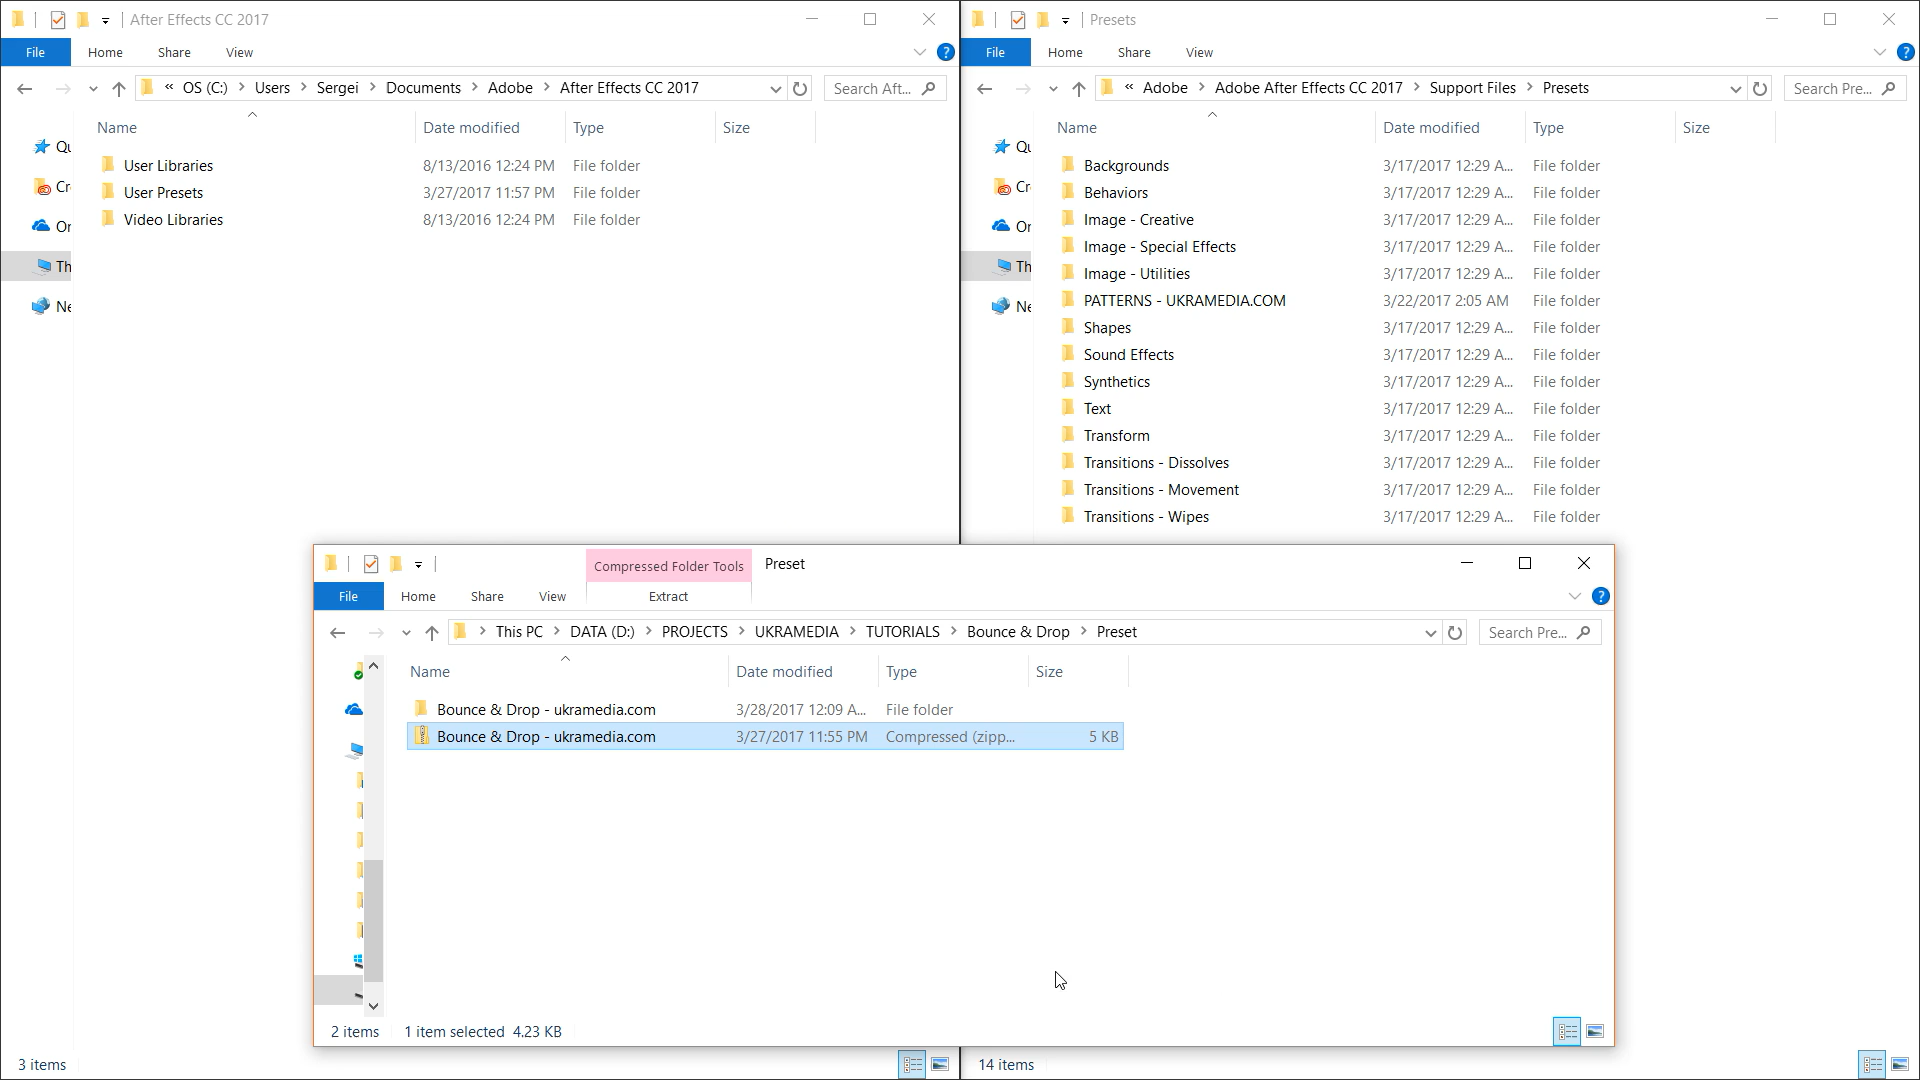 After Effects CC 2017
File Home Share View
« OS (C:) > Users > Sergei > Documents > Adobe > After Effects CC 2017
Search Aft...
Name Date modified Type Size
User Libraries 8/13/2016 12:24 PM File folder
User Presets 3/27/2017 11:57 PM File folder
Video Libraries 8/13/2016 12:24 PM File folder
Qu
Cr
Or
Th
Ne
3 items
Presets
File Home Share View
« Adobe > Adobe After Effects CC 2017 > Support Files > Presets
Search Pre...
Name Date modified Type Size
Backgrounds 3/17/2017 12:29 A... File folder
Behaviors 3/17/2017 12:29 A... File folder
Image - Creative 3/17/2017 12:29 A... File folder
Image - Special Effects 3/17/2017 12:29 A... File folder
Image - Utilities 3/17/2017 12:29 A... File folder
PATTERNS - UKRAMEDIA.COM 3/22/2017 2:05 AM File folder
Shapes 3/17/2017 12:29 A... File folder
Sound Effects 3/17/2017 12:29 A... File folder
Synthetics 3/17/2017 12:29 A... File folder
Text 3/17/2017 12:29 A... File folder
Transform 3/17/2017 12:29 A... File folder
Transitions - Dissolves 3/17/2017 12:29 A... File folder
Transitions - Movement 3/17/2017 12:29 A... File folder
Transitions - Wipes 3/17/2017 12:29 A... File folder
Qu
Cr
Or
Th
Ne
14 items
Compressed Folder Tools Preset
File Home Share View Extract
> This PC > DATA (D:) > PROJECTS > UKRAMEDIA > TUTORIALS > Bounce & Drop > Preset
Search Pre...
Name Date modified Type Size
Bounce & Drop - ukramedia.com 3/28/2017 12:09 A... File folder
Bounce & Drop - ukramedia.com 3/27/2017 11:55 PM Compressed (zipp... 5 KB
2 items 1 item selected 4.23 KB